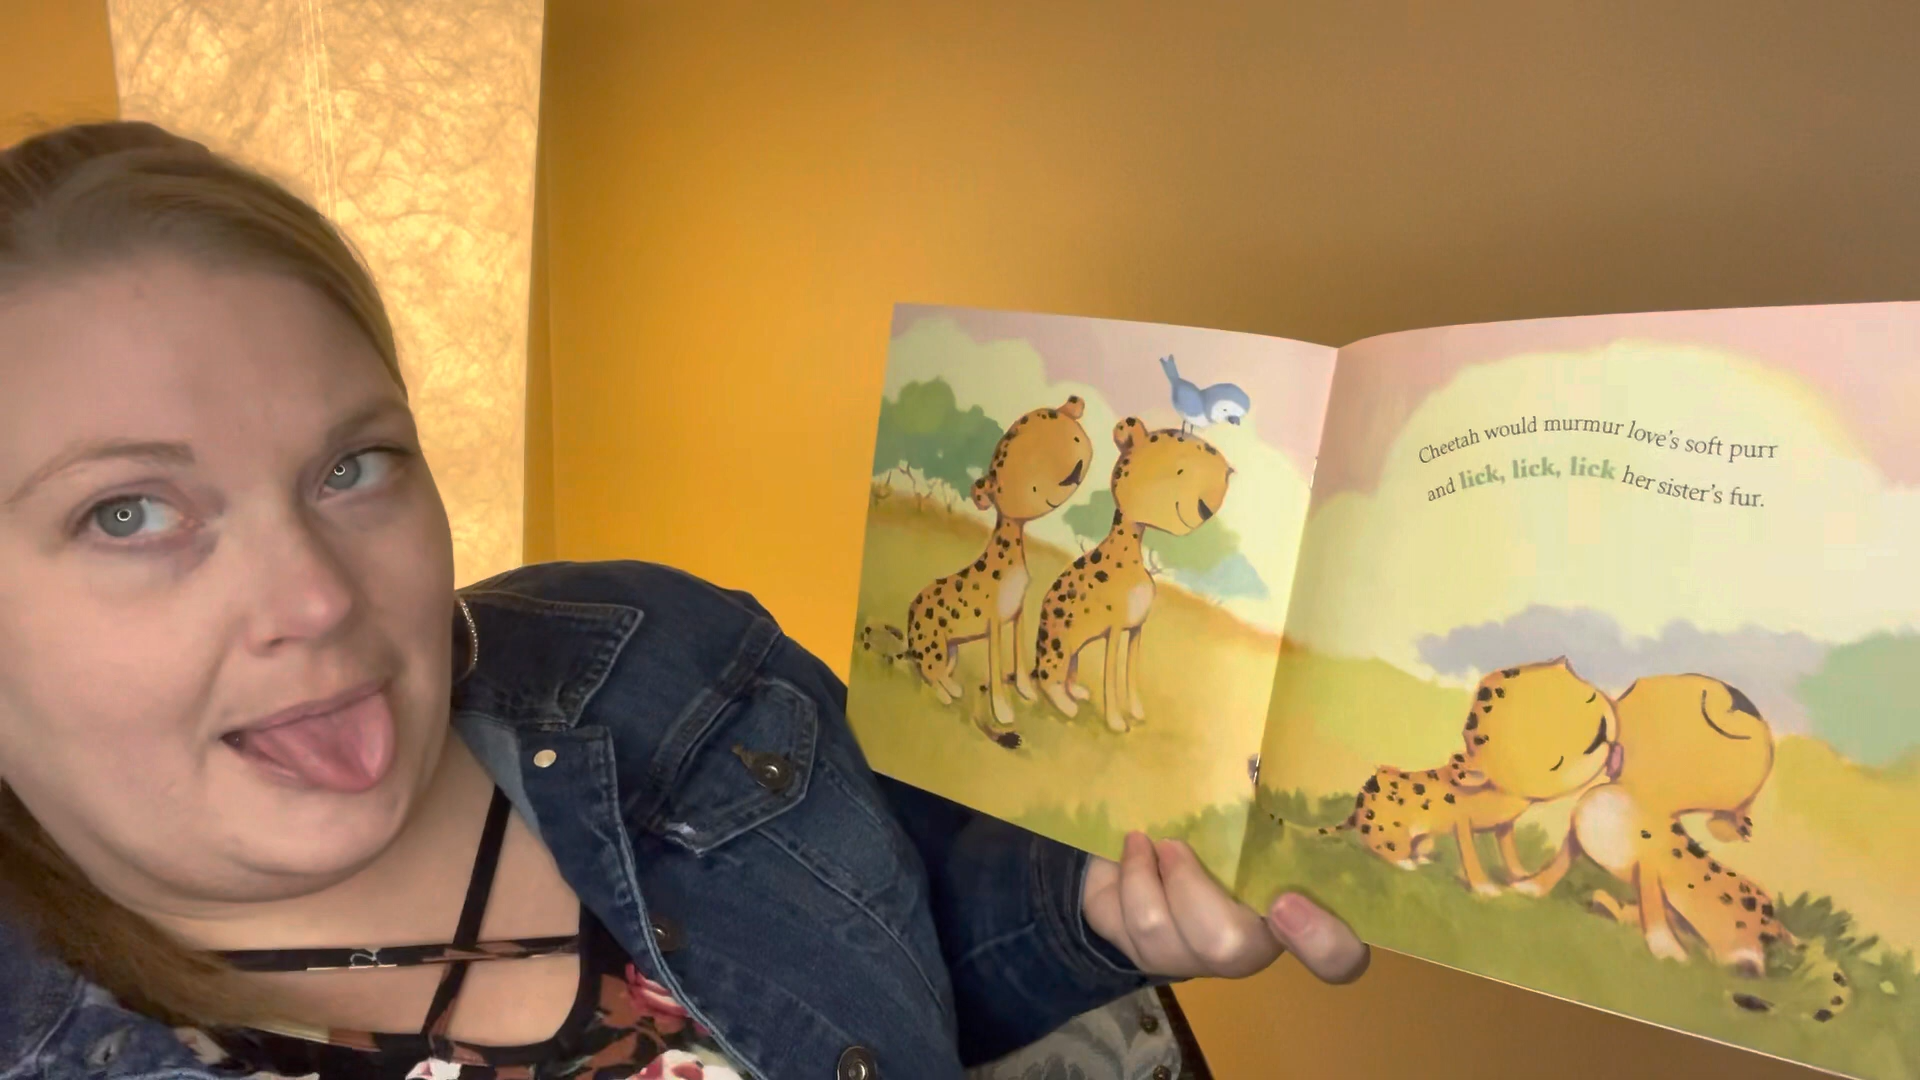 Cheetah would murmur love's soft purr
and lick, lick, lick her sister's fur.